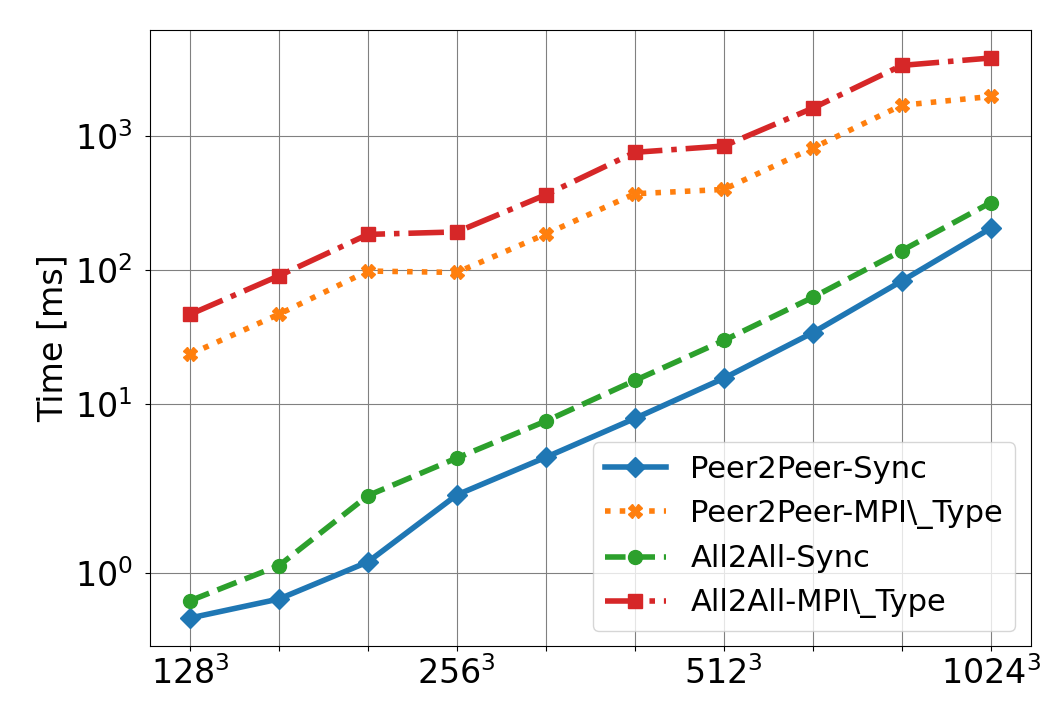 Time [ms]
10³
10²
10¹
10⁰
Peer2Peer-Sync
Peer2Peer-MPI\_Type
All2All-Sync
All2All-MPI\_Type
128³ 256³ 512³ 1024³